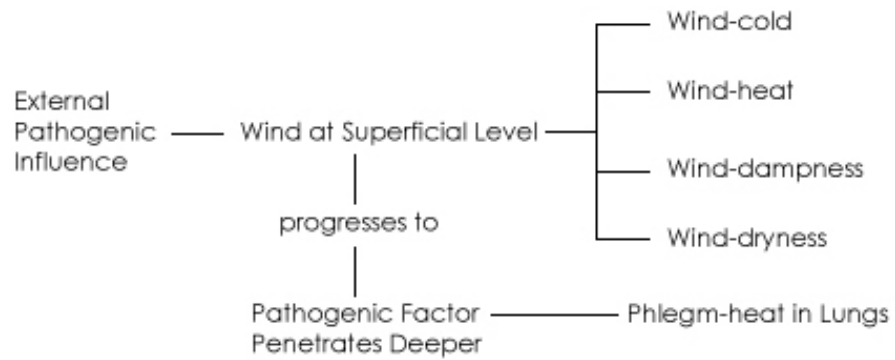 Wind-cold
External
Pathogenic
Influence
Wind at Superficial Level
Wind-heat
Wind-dampness
Wind-dryness
progresses to
Pathogenic Factor
Penetrates Deeper
Phlegm-heat in Lungs